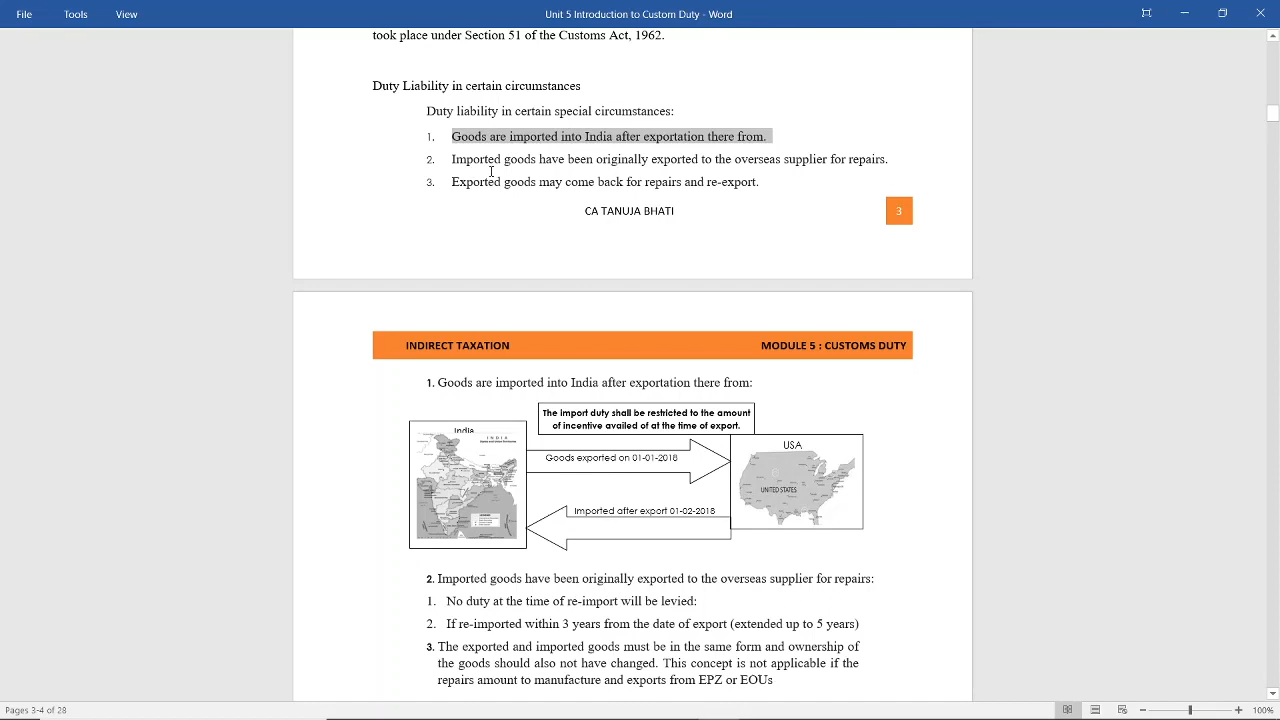 File Tools View Unit 5 Introduction to Custom Duty - Word
took place under Section 51 of the Customs Act, 1962.
Duty Liability in certain circumstances
Duty liability in certain special circumstances:
1. Goods are imported into India after exportation there from.
2. Imported goods have been originally exported to the overseas supplier for repairs.
3. Exported goods may come back for repairs and re-export.
CA TANUJA BHATI 3
INDIRECT TAXATION MODULE 5 : CUSTOMS DUTY
1. Goods are imported into India after exportation there from:
The import duty shall be restricted to the amount
of incentive availed of at the time of export.
India
INDIA
USA
Goods exported on 01-01-2018
UNITED STATES
Imported after export 01-02-2018
2. Imported goods have been originally exported to the overseas supplier for repairs:
1. No duty at the time of re-import will be levied:
2. If re-imported within 3 years from the date of export (extended up to 5 years)
3. The exported and imported goods must be in the same form and ownership of
the goods should also not have changed. This concept is not applicable if the
repairs amount to manufacture and exports from EPZ or EOUs
Pages 3-4 of 28 100%